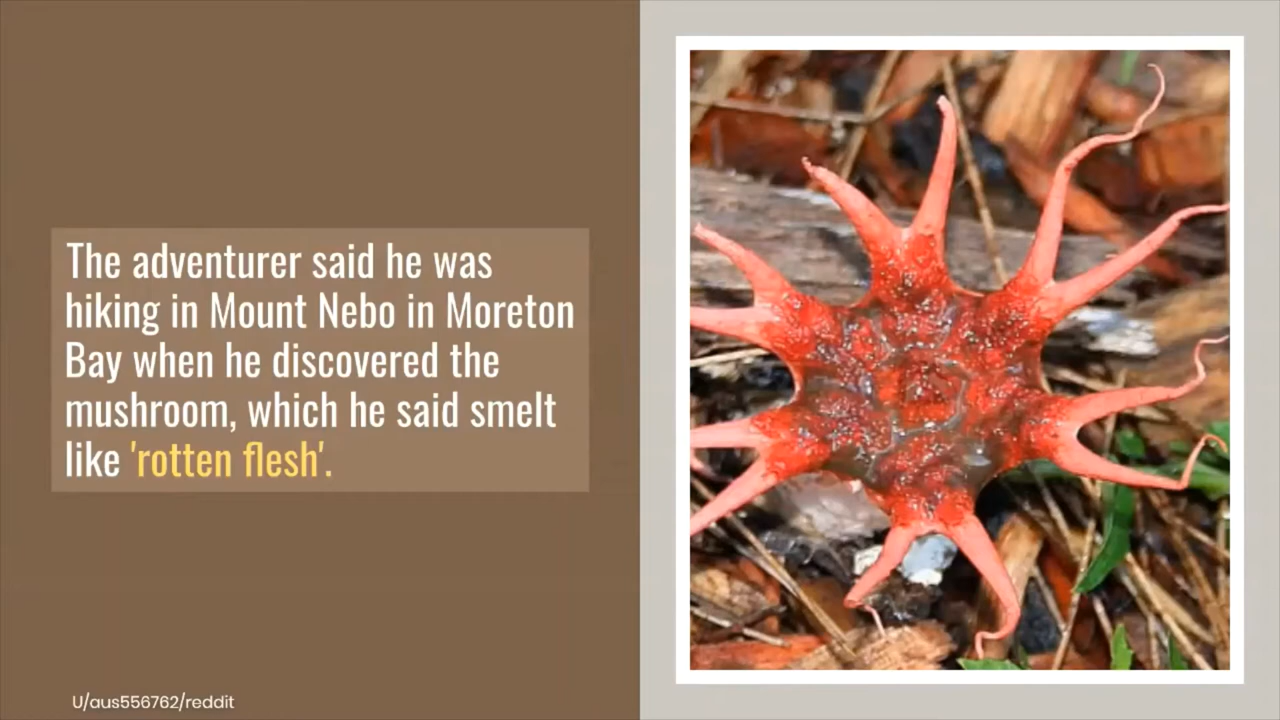 The adventurer said he was
hiking in Mount Nebo in Moreton
Bay when he discovered the
mushroom, which he said smelt
like 'rotten flesh'.
U/aus556762/reddit